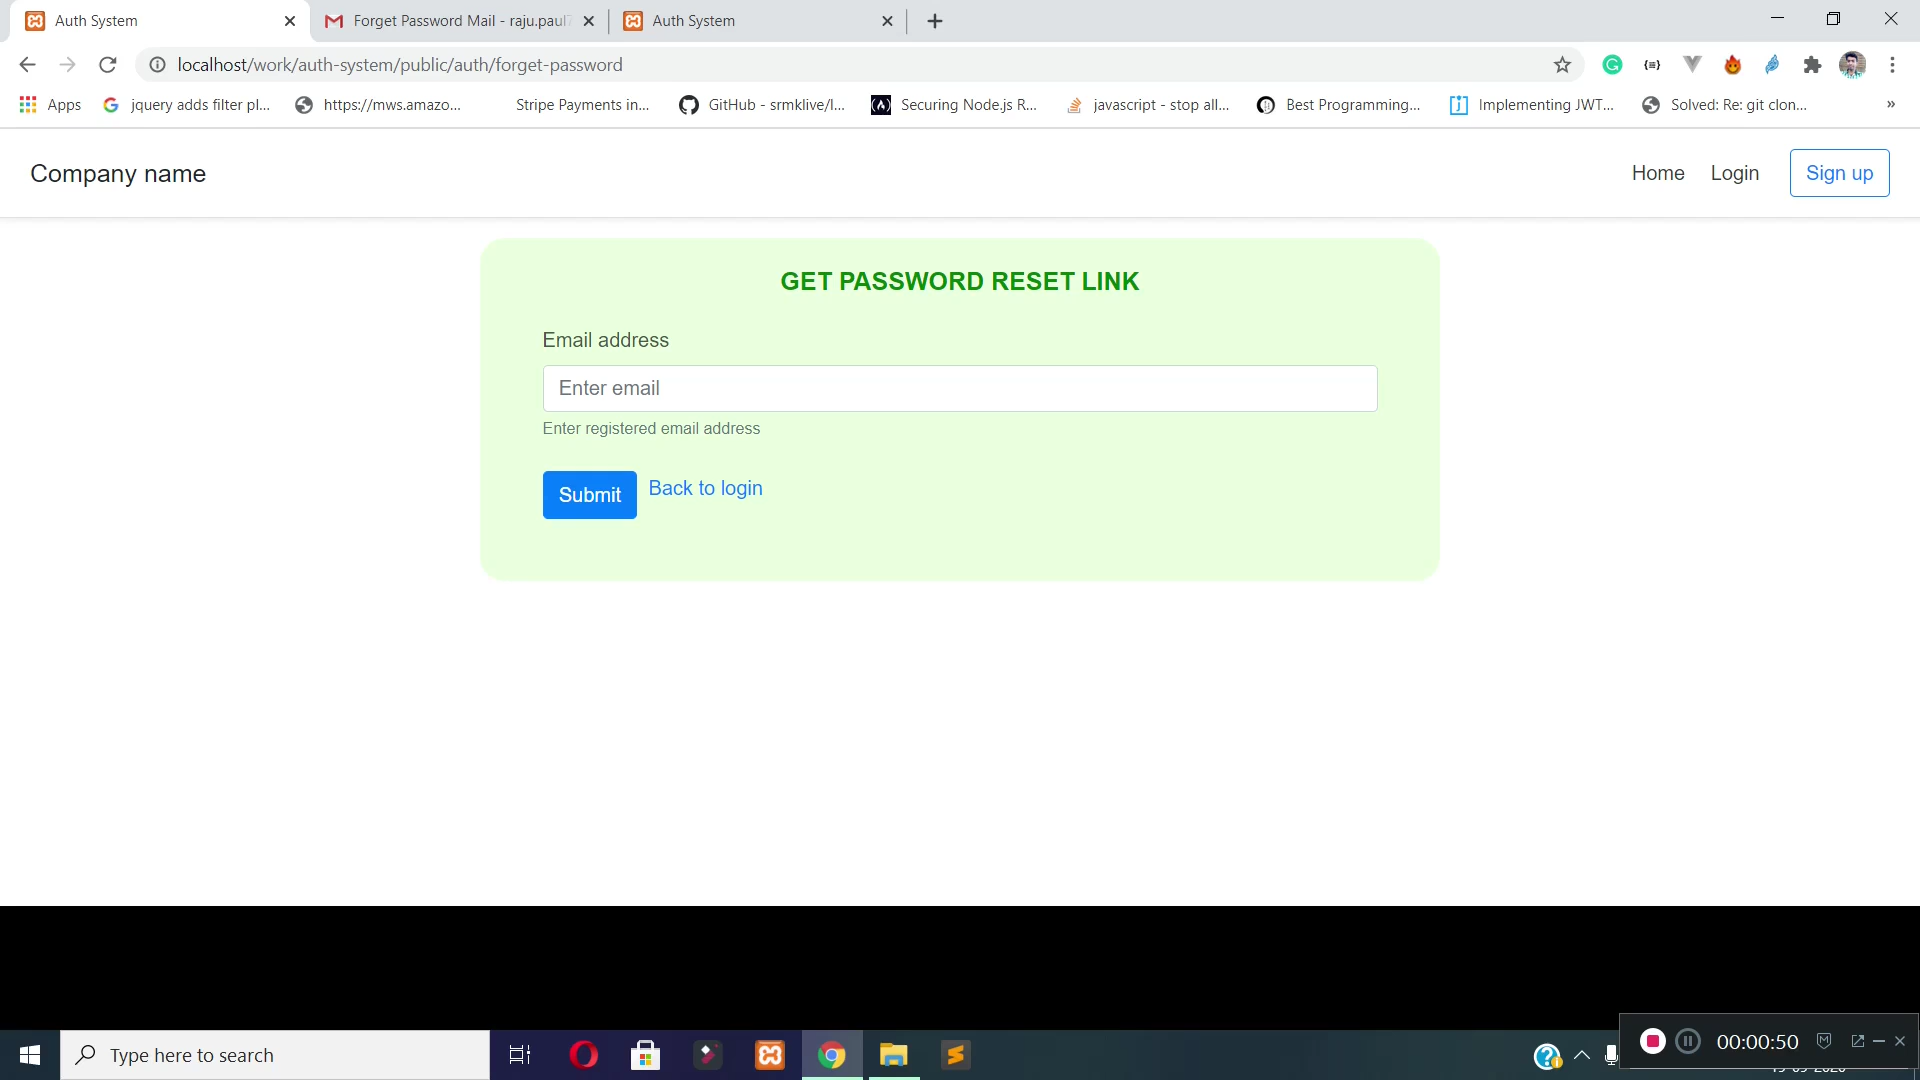 Auth System
Forget Password Mail - raju.paul
Auth System
localhost/work/auth-system/public/auth/forget-password
Apps
jquery adds filter pl...
https://mws.amazo...
Stripe Payments in...
GitHub - srmklive/l...
Securing Node.js R...
javascript - stop all...
Best Programming...
Implementing JWT...
Solved: Re: git clon...
»
Company name
Home
Login
Sign up
GET PASSWORD RESET LINK
Email address
Enter email
Enter registered email address
Submit
Back to login
Type here to search
00:00:50